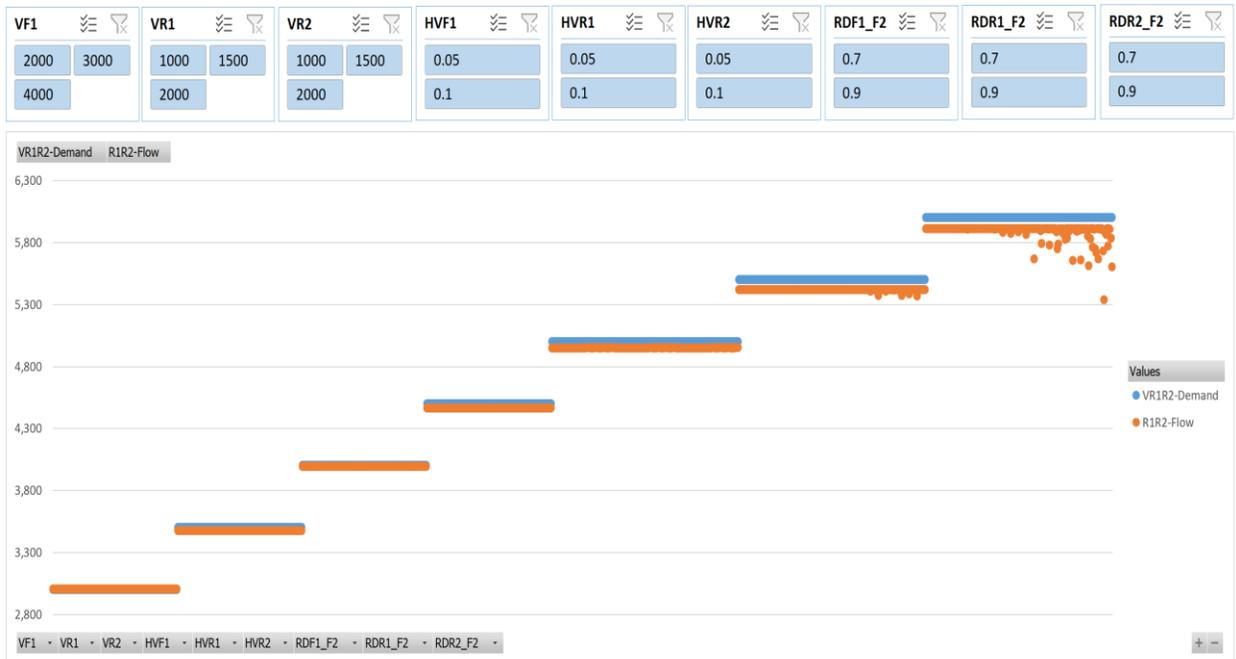 VF1 VR1 VR2 HVF1 HVR1 HVR2 RDF1_F2 RDR1_F2 RDR2_F2
2000 3000 1000 1500 1000 1500 0.05 0.05 0.05 0.7 0.7 0.7
4000 2000 2000 0.1 0.1 0.1 0.9 0.9 0.9
VR1R2-Demand R1R2-Flow
6,300
5,800
5,300
4,800
4,300
3,800
3,300
2,800
Values
VR1R2-Demand
R1R2-Flow
VF1 VR1 VR2 HVF1 HVR1 HVR2 RDF1_F2 RDR1_F2 RDR2_F2
+ −